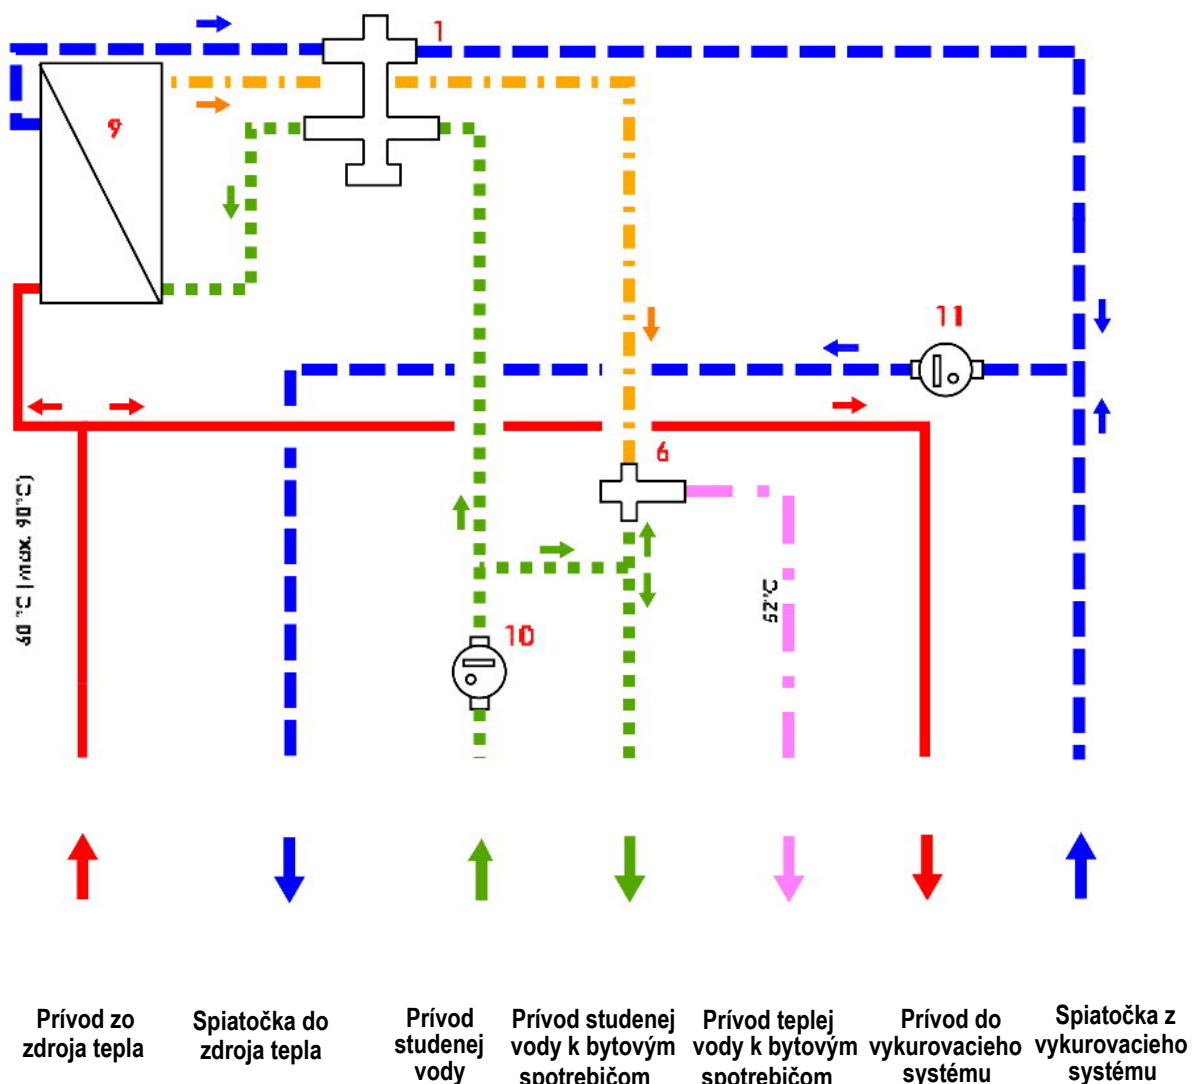 1
9
11
6
60 °C (max. 90°C)
52°C
10
Prívod zo
zdroja tepla
Spiatočka do
zdroja tepla
Prívod
studenej
vody
Prívod studenej
vody k bytovým
spotrebičom
Prívod teplej
vody k bytovým
spotrebičom
Prívod do
vykurovacieho
systému
Spiatočka z
vykurovacieho
systému